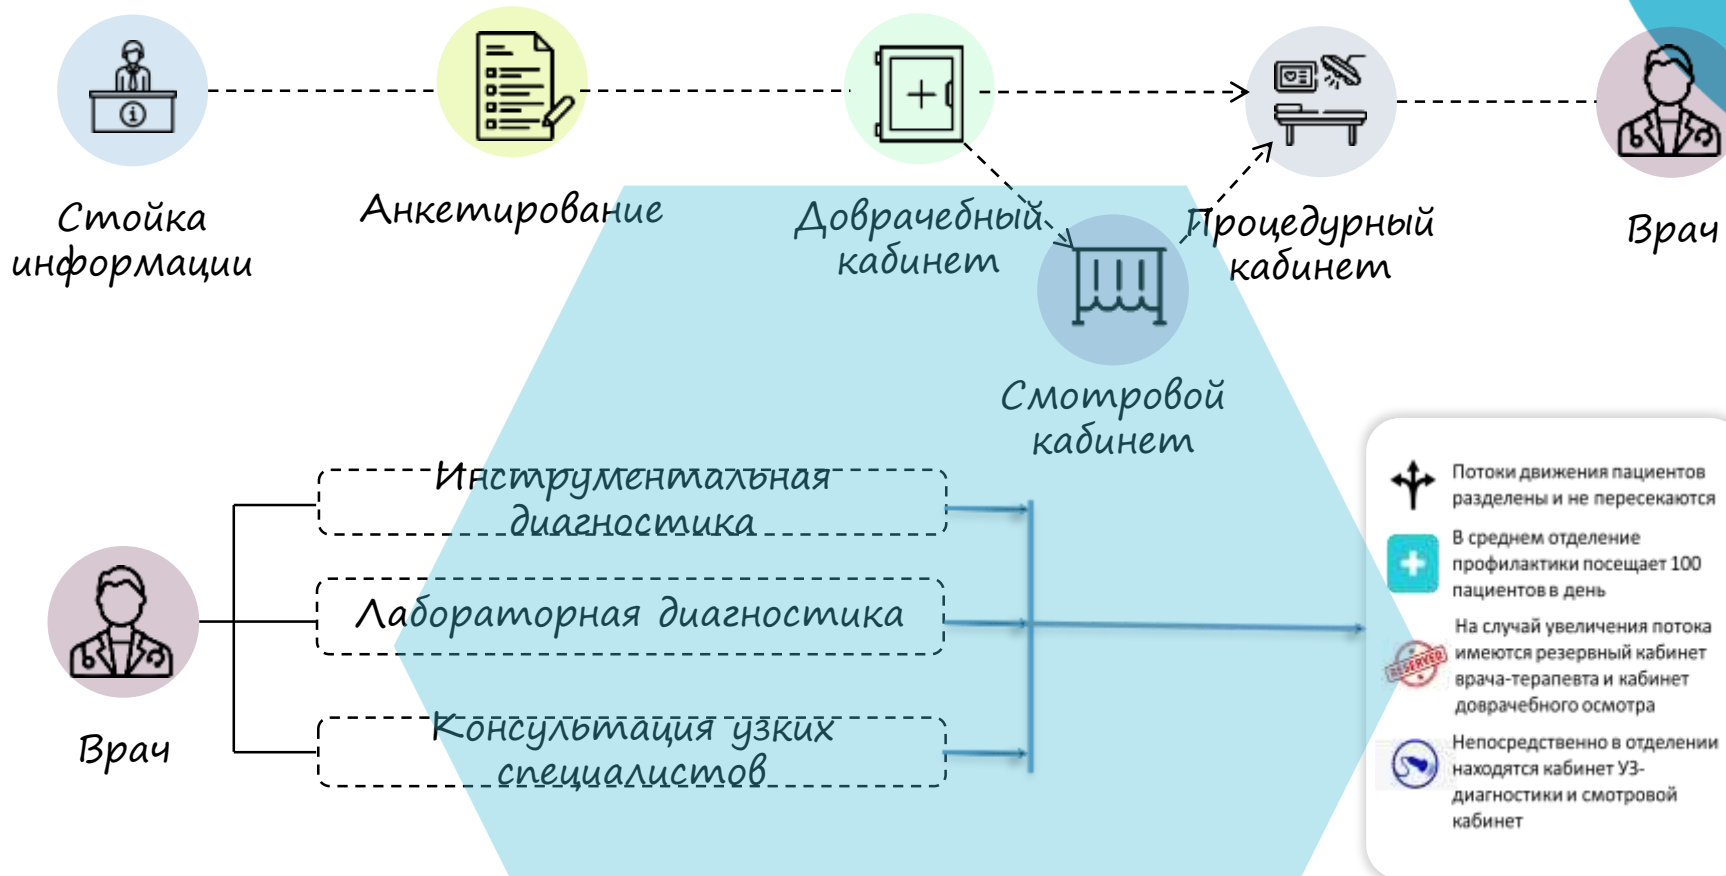 Стойка
информации
Анкетирование
Доврачебный
кабинет
Процедурный
кабинет
Врач
Смотровой
кабинет
Врач
Инструментальная
диагностика
Лабораторная диагностика
Консультация узких
специалистов
Потоки движения пациентов
разделены и не пересекаются
В среднем отделение
профилактики посещает 100
пациентов в день
RESERVED
На случай увеличения потока
имеются резервный кабинет
врача-терапевта и кабинет
доврачебного осмотра
Непосредственно в отделении
находятся кабинет УЗ-
диагностики и смотровой
кабинет